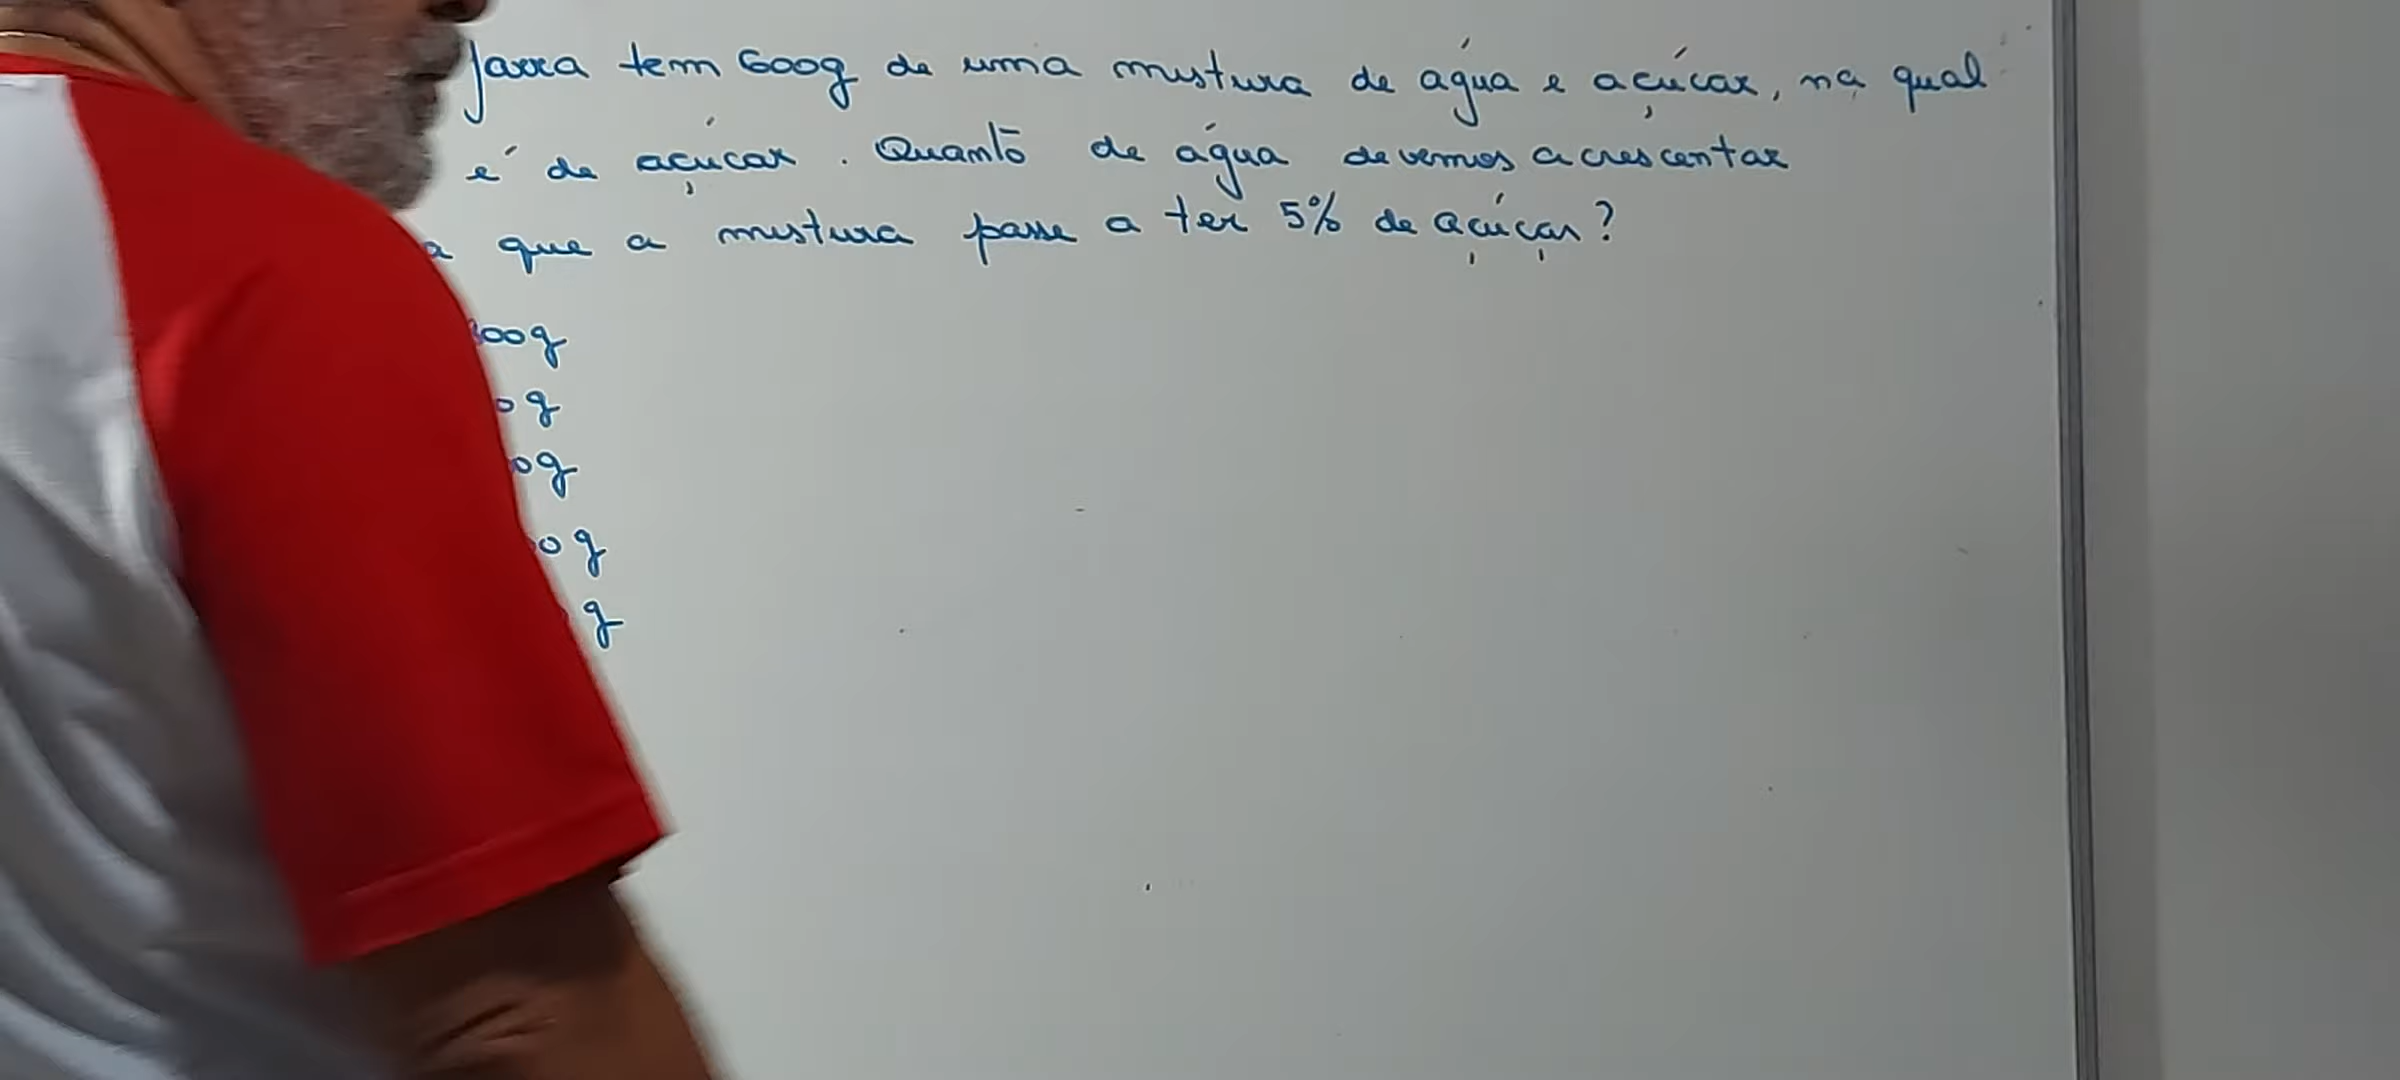 Jarra tem 600g de uma mistura de água e açúcar, na qual
é de açúcar. Quanto de água devemos acrescentar
a que a mistura passe a ter 5% de açúçar?
00g
0g
0g
0g
g